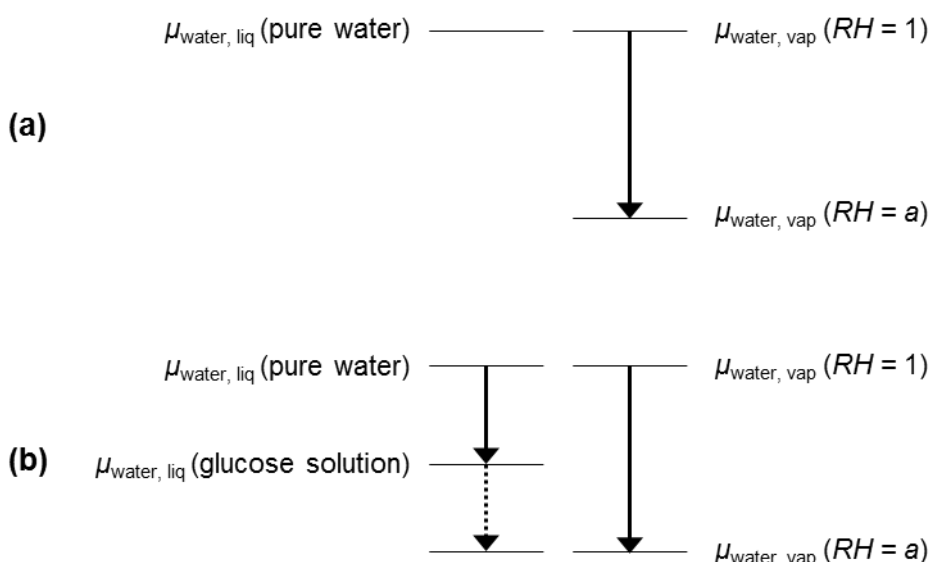 μwater, liq (pure water) μwater, vap (RH = 1)
(a)
μwater, vap (RH = a)
μwater, liq (pure water) μwater, vap (RH = 1)
(b) μwater, liq (glucose solution)
μwater, vap (RH = a)